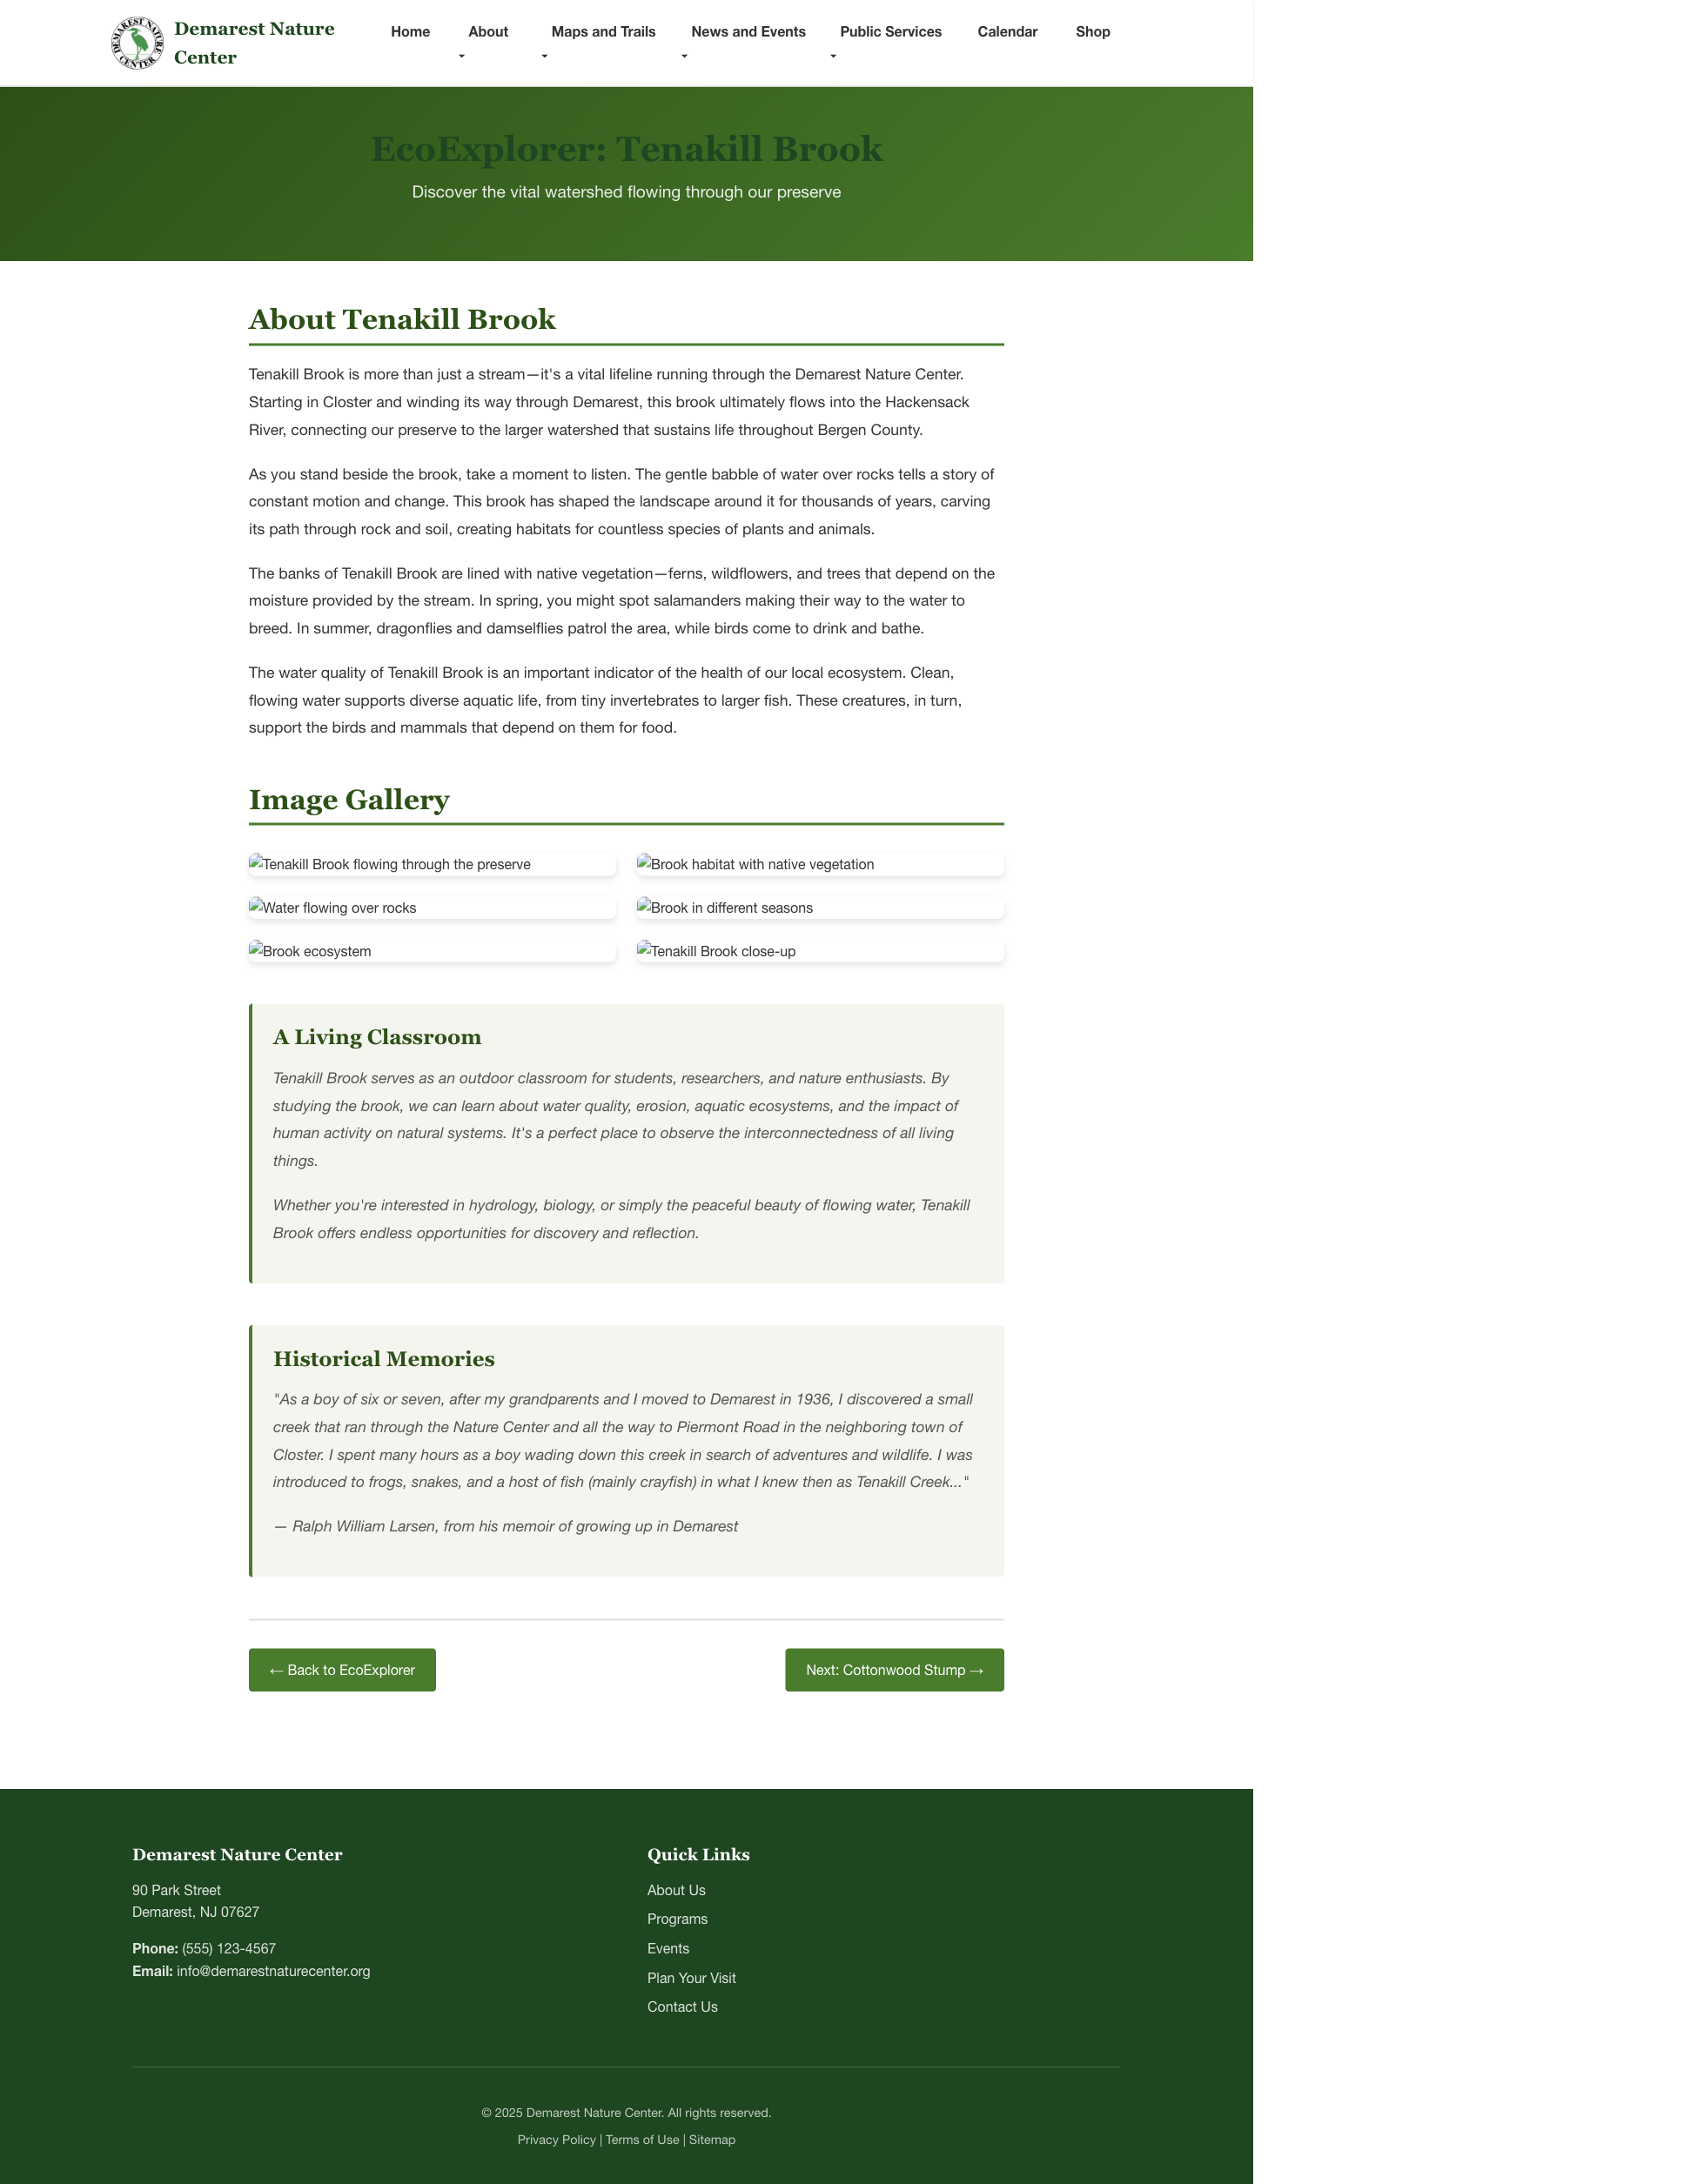 DEMAREST NATURE CENTER
Demarest Nature
Center
Home
About
Maps and Trails
News and Events
Public Services
Calendar
Shop
EcoExplorer: Tenakill Brook
Discover the vital watershed flowing through our preserve
About Tenakill Brook
Tenakill Brook is more than just a stream—it's a vital lifeline running through the Demarest Nature Center.
Starting in Closter and winding its way through Demarest, this brook ultimately flows into the Hackensack
River, connecting our preserve to the larger watershed that sustains life throughout Bergen County.
As you stand beside the brook, take a moment to listen. The gentle babble of water over rocks tells a story of
constant motion and change. This brook has shaped the landscape around it for thousands of years, carving
its path through rock and soil, creating habitats for countless species of plants and animals.
The banks of Tenakill Brook are lined with native vegetation—ferns, wildflowers, and trees that depend on the
moisture provided by the stream. In spring, you might spot salamanders making their way to the water to
breed. In summer, dragonflies and damselflies patrol the area, while birds come to drink and bathe.
The water quality of Tenakill Brook is an important indicator of the health of our local ecosystem. Clean,
flowing water supports diverse aquatic life, from tiny invertebrates to larger fish. These creatures, in turn,
support the birds and mammals that depend on them for food.
Image Gallery
Tenakill Brook flowing through the preserve
Brook habitat with native vegetation
Water flowing over rocks
Brook in different seasons
Brook ecosystem
Tenakill Brook close-up
A Living Classroom
Tenakill Brook serves as an outdoor classroom for students, researchers, and nature enthusiasts. By
studying the brook, we can learn about water quality, erosion, aquatic ecosystems, and the impact of
human activity on natural systems. It's a perfect place to observe the interconnectedness of all living
things.
Whether you're interested in hydrology, biology, or simply the peaceful beauty of flowing water, Tenakill
Brook offers endless opportunities for discovery and reflection.
Historical Memories
"As a boy of six or seven, after my grandparents and I moved to Demarest in 1936, I discovered a small
creek that ran through the Nature Center and all the way to Piermont Road in the neighboring town of
Closter. I spent many hours as a boy wading down this creek in search of adventures and wildlife. I was
introduced to frogs, snakes, and a host of fish (mainly crayfish) in what I knew then as Tenakill Creek..."
— Ralph William Larsen, from his memoir of growing up in Demarest
← Back to EcoExplorer
Next: Cottonwood Stump →
Demarest Nature Center
90 Park Street
Demarest, NJ 07627
Phone: (555) 123-4567
Email: info@demarestnaturecenter.org
Quick Links
About Us
Programs
Events
Plan Your Visit
Contact Us
© 2025 Demarest Nature Center. All rights reserved.
Privacy Policy | Terms of Use | Sitemap